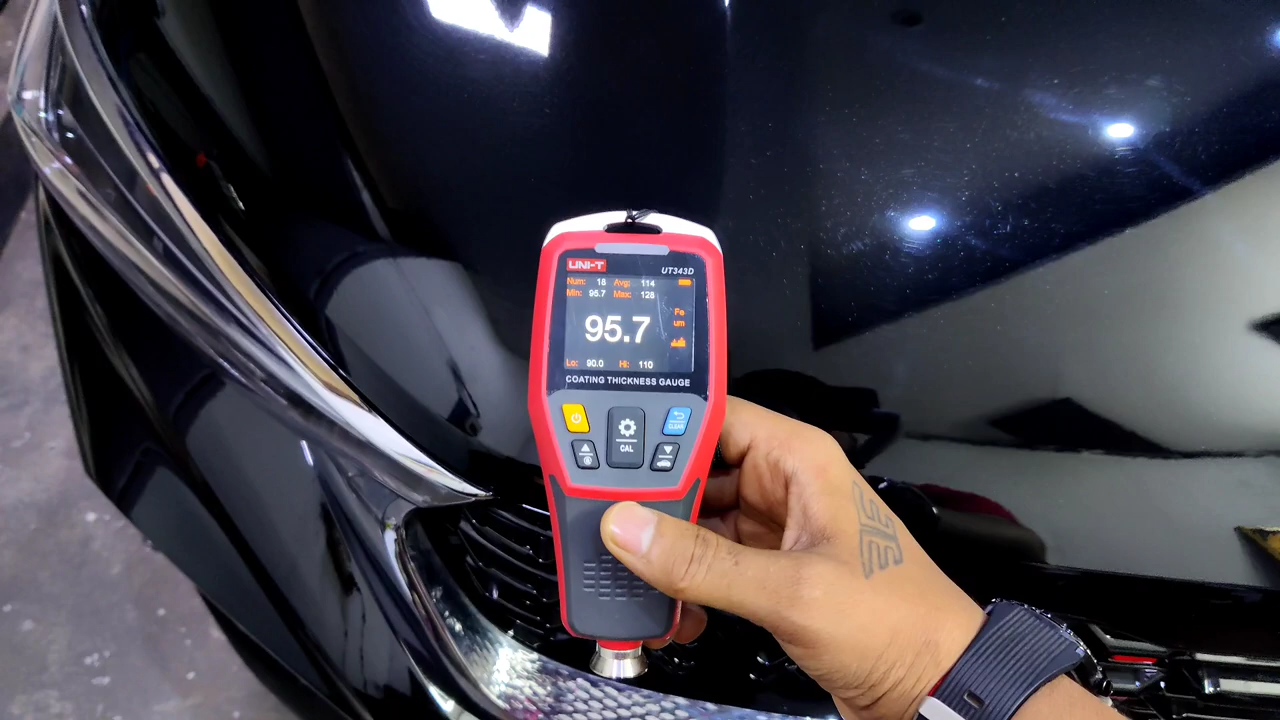 UNI-T
UT343D
Num: 18 Avg: 114
Min: 95.7 Max: 128
Fe
95.7 um
Lo: 90.0 Hi: 110
COATING THICKNESS GAUGE
CLEAR
CAL